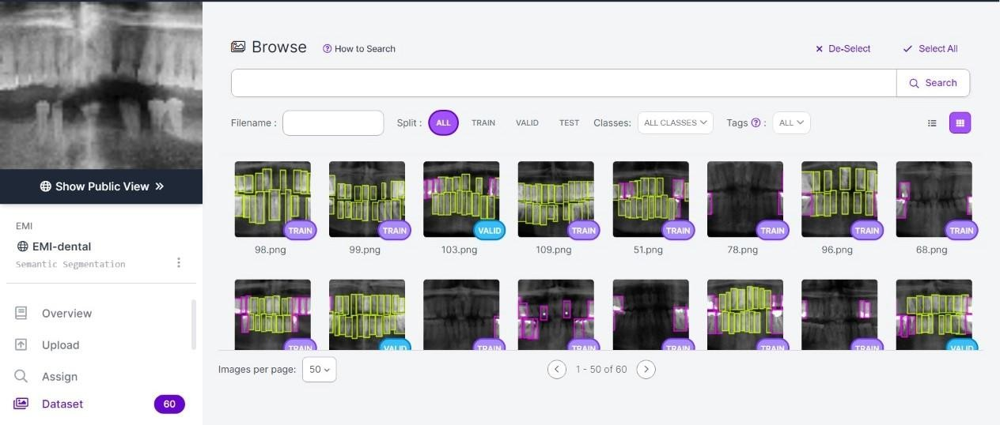 Browse
How to Search
De-Select
Select All
Search
Filename :
Split :
ALL
TRAIN
VALID
TEST
Classes:
ALL CLASSES
Tags
:
ALL
Show Public View
EMI
EMI-dental
Semantic Segmentation
Overview
Upload
Assign
Dataset
60
TRAIN
TRAIN
VALID
TRAIN
TRAIN
TRAIN
TRAIN
TRAIN
98.png
99.png
103.png
109.png
51.png
78.png
96.png
68.png
TRAIN
VALID
TRAIN
TRAIN
TRAIN
TRAIN
TRAIN
VALID
Images per page:
50
1 - 50 of 60